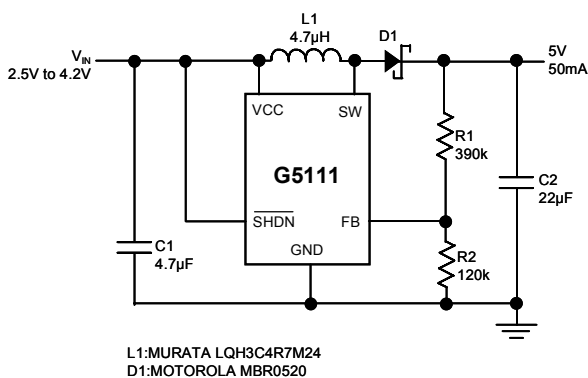 L1
4.7µH
D1
VIN
2.5V to 4.2V
5V
50mA
VCC
SW
R1
390k
G5111
C2
22µF
SHDN
FB
GND
C1
4.7µF
R2
120k
L1:MURATA LQH3C4R7M24
D1:MOTOROLA MBR0520